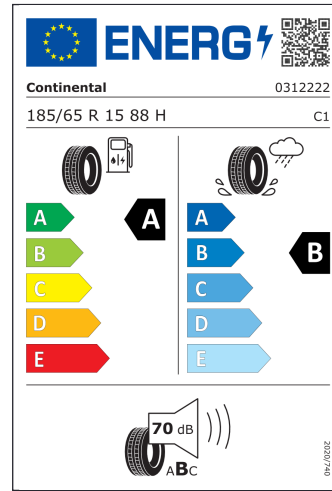 ENERG
Continental 0312222
185/65 R 15 88 H C1
A A A
B B B
C C
D D
E E
70 dB
ABC
2020/740